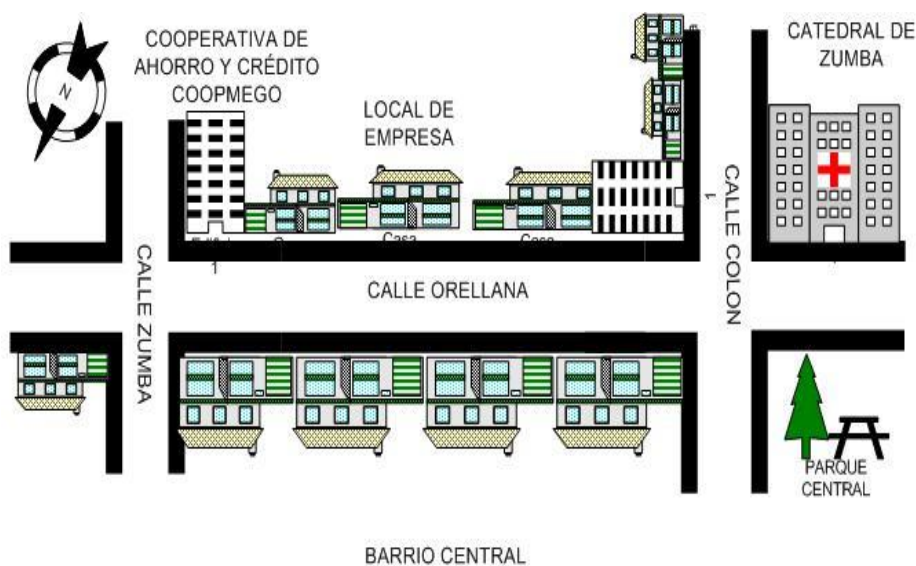 COOPERATIVA DE
AHORRO Y CRÉDITO
COOPMEGO
LOCAL DE
EMPRESA
CATEDRAL DE
ZUMBA
N
Casa
1
1
CALLE ZUMBA
CALLE ORELLANA
CALLE COLON
PARQUE
CENTRAL
BARRIO CENTRAL